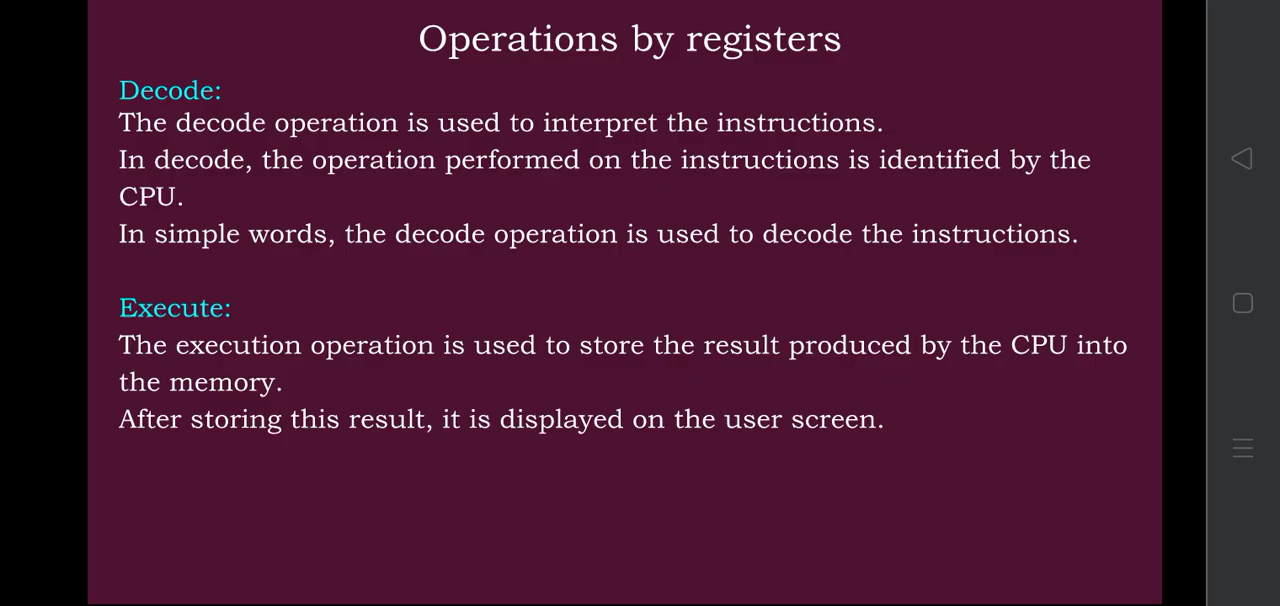 Operations by registers
Decode:
The decode operation is used to interpret the instructions.
In decode, the operation performed on the instructions is identified by the
CPU.
In simple words, the decode operation is used to decode the instructions.
Execute:
The execution operation is used to store the result produced by the CPU into
the memory.
After storing this result, it is displayed on the user screen.